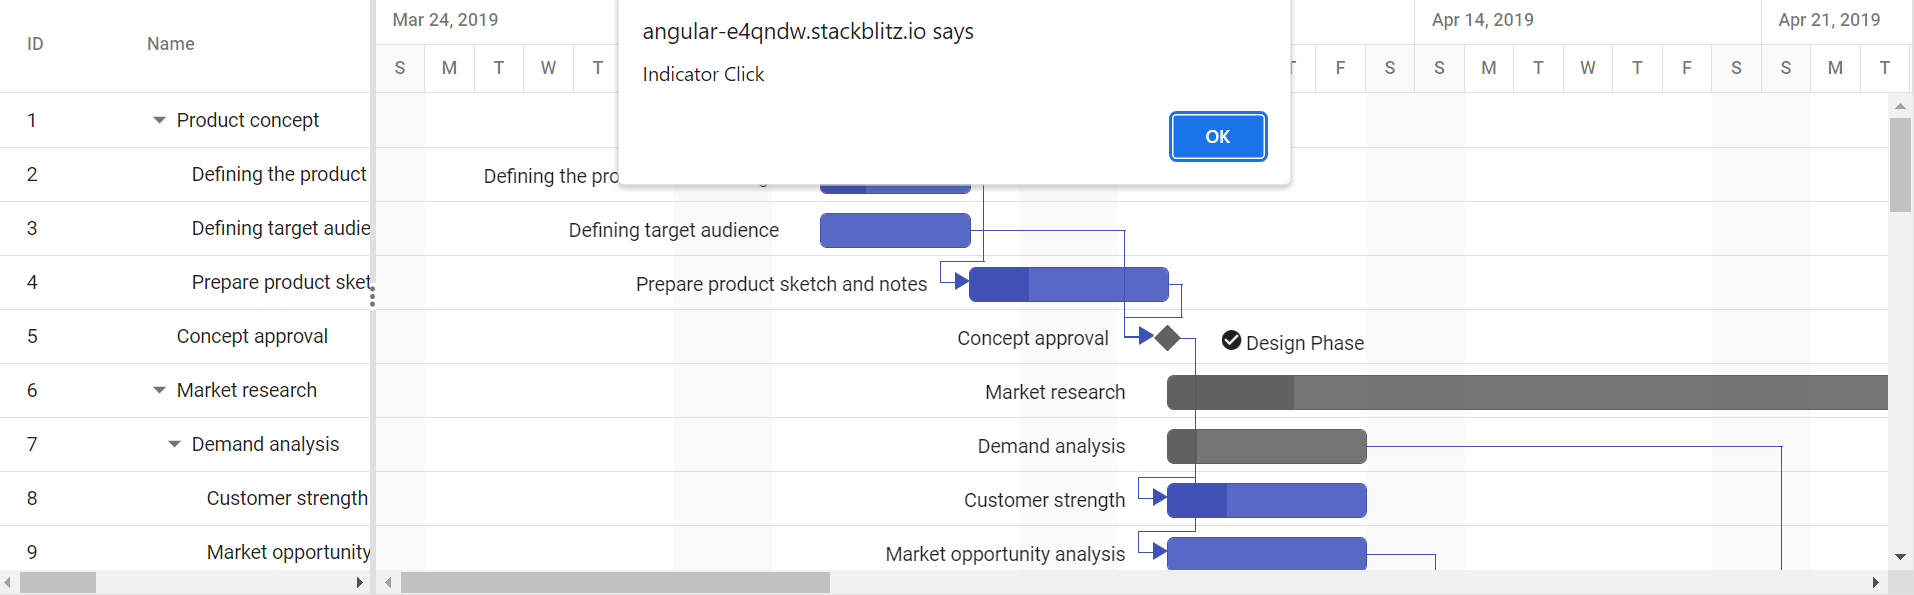 Mar 24, 2019
Apr 14, 2019
Apr 21, 2019
ID Name
S M T W T
F S S M T W T F S S M T
angular-e4qndw.stackblitz.io says
Indicator Click
OK
1 Product concept
2 Defining the product
Defining the pro
3 Defining target audie
Defining target audience
4 Prepare product sket
Prepare product sketch and notes
5 Concept approval
Concept approval
Design Phase
6 Market research
Market research
7 Demand analysis
Demand analysis
8 Customer strength
Customer strength
9 Market opportunity
Market opportunity analysis